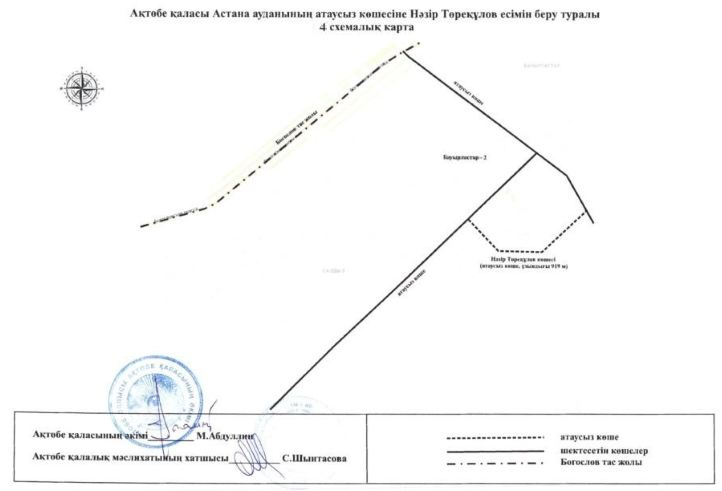 Ақтөбе қаласы Астана ауданының атаусыз көшесіне Нәзір Төреқұлов есімін беру туралы
4 схемалық карта
атаусыз көше
Богослов тас жолы
Бауырластар - 2
Нәзір Төреқұлов көшесі
(атаусыз көше, ұзындығы 919 м)
атаусыз көше
Ақтөбе қаласының әкімі М.Абдуллин
Ақтөбе қалалық мәслихатының хатшысы С.Шынтасова
атаусыз көше
шектесетін көшелер
Богослов тас жолы